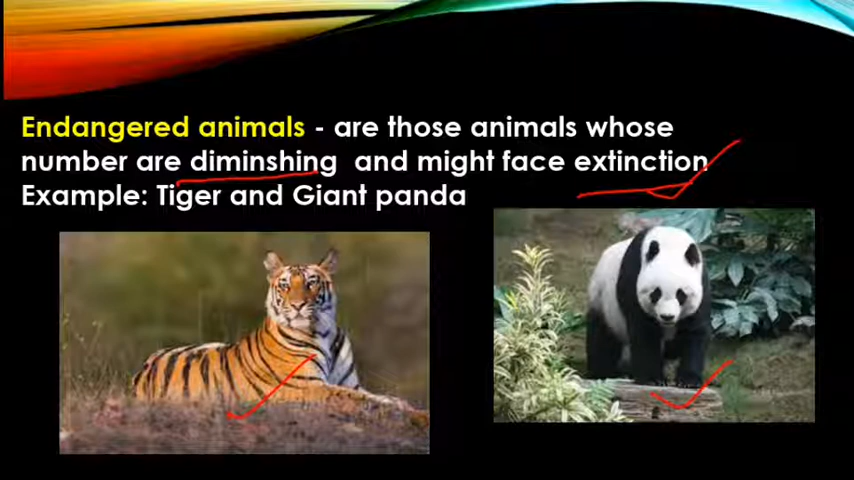 Endangered animals - are those animals whose
number are diminshing and might face extinction
Example: Tiger and Giant panda